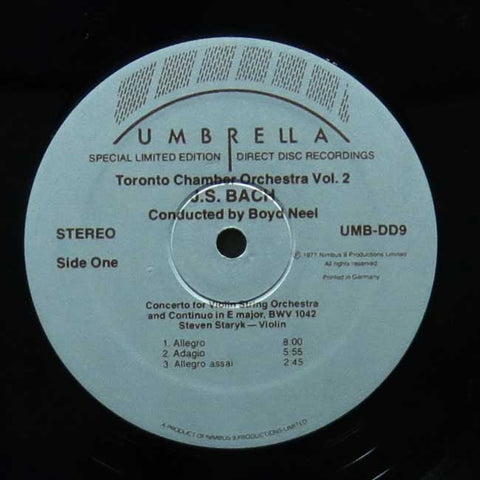 UMBRELLA
SPECIAL LIMITED EDITION DIRECT DISC RECORDINGS
Toronto Chamber Orchestra Vol. 2
J.S. BACH
Conducted by Boyd Neel
STEREO UMB-DD9
Side One
℗ 1977 Nimbus 9 Productions Limited
All rights reserved
Printed in Germany
Concerto for Violin String Orchestra
and Continuo in E major, BWV 1042
Steven Staryk — Violin
1. Allegro 8:00
2. Adagio 5:55
3. Allegro assai 2:45
A PRODUCT OF NIMBUS 9 PRODUCTIONS LIMITED